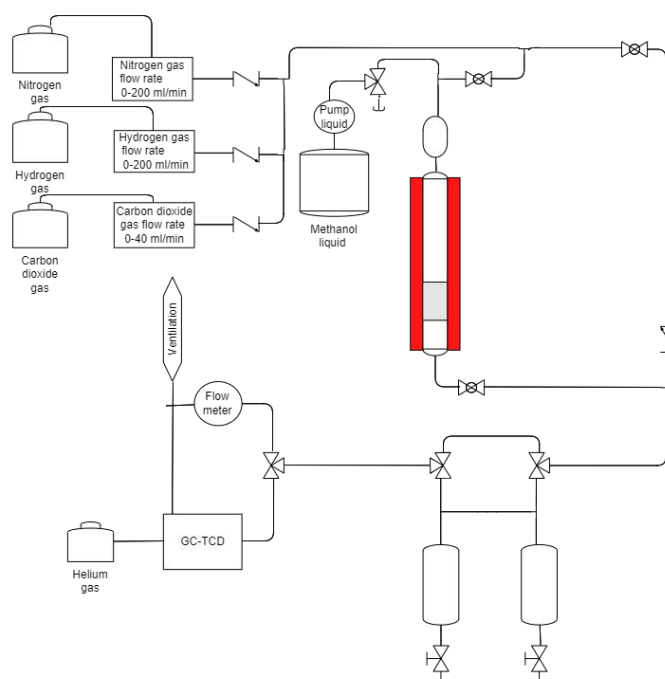 Nitrogen gas
flow rate
0-200 ml/min
Nitrogen
gas
Hydrogen gas
flow rate
0-200 ml/min
Hydrogen
gas
Carbon dioxide
gas flow rate
0-40 ml/min
Carbon
dioxide
gas
Pump
liquid
Methanol
liquid
Ventilation
Flow
meter
GC-TCD
Helium
gas